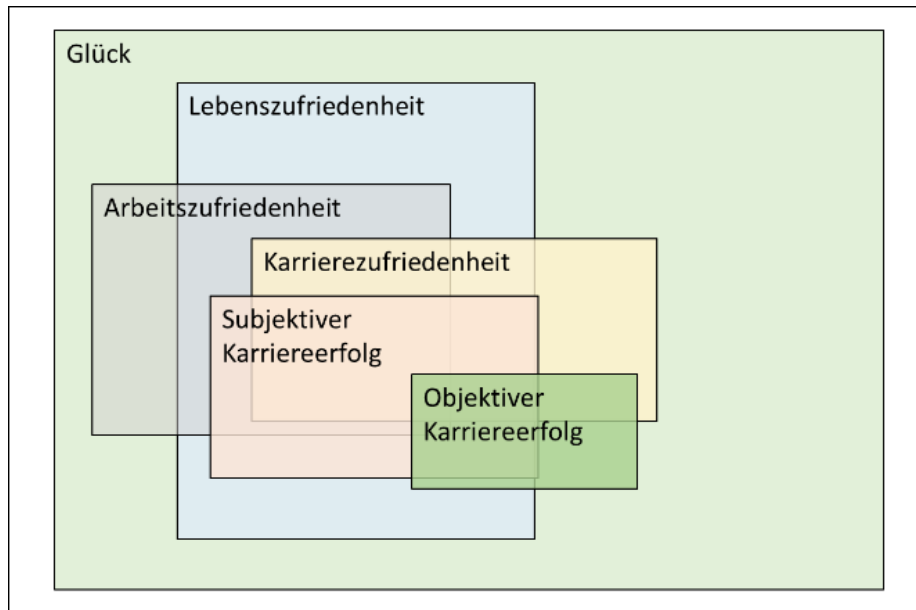 Glück
Lebenszufriedenheit
Arbeitszufriedenheit
Karrierezufriedenheit
Subjektiver
Karriereerfolg
Objektiver
Karriereerfolg